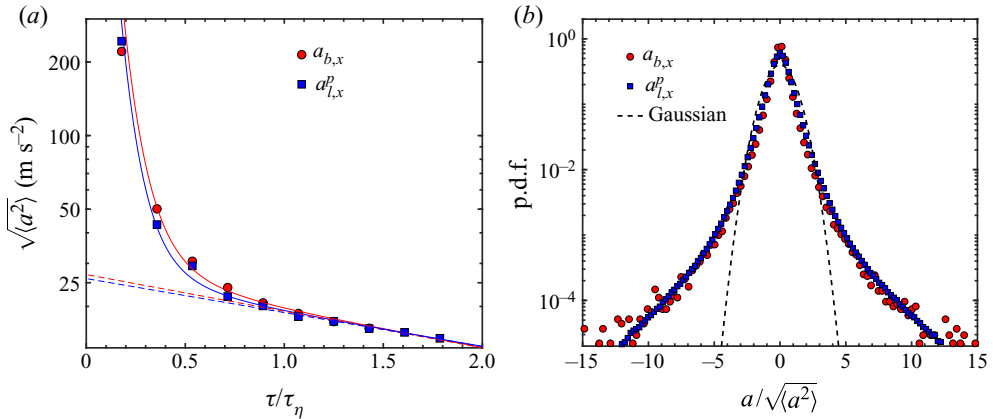 (a)
200
100
50
25
√⟨a²⟩ (m s⁻²)
a_{b,x}
a^p_{l,x}
0 0.5 1.0 1.5 2.0
τ/τ_η
(b)
10⁰
10⁻²
10⁻⁴
p.d.f.
a_{b,x}
a^p_{l,x}
Gaussian
−15 −10 −5 0 5 10 15
a/√⟨a²⟩